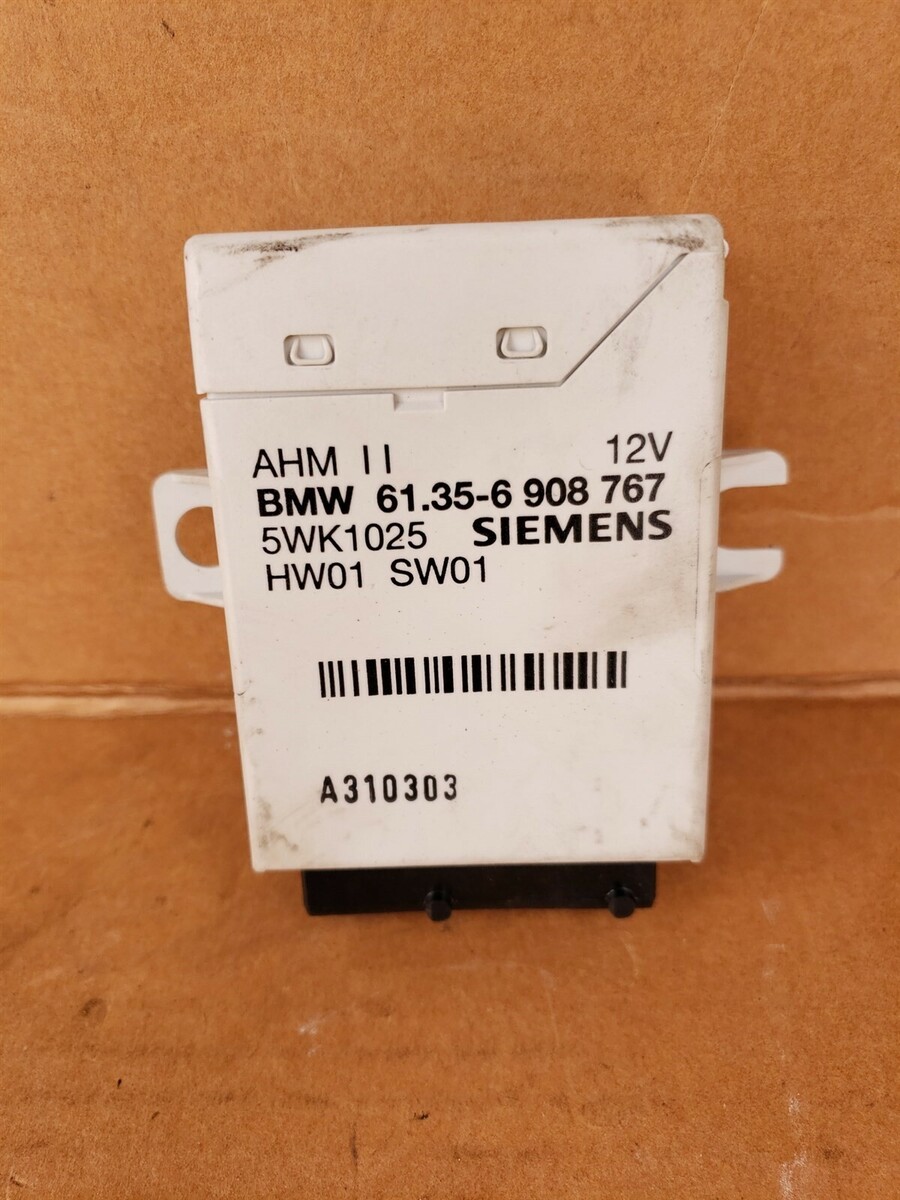 AHM II 12V
BMW 61.35-6 908 767
5WK1025 SIEMENS
HW01 SW01
A310303